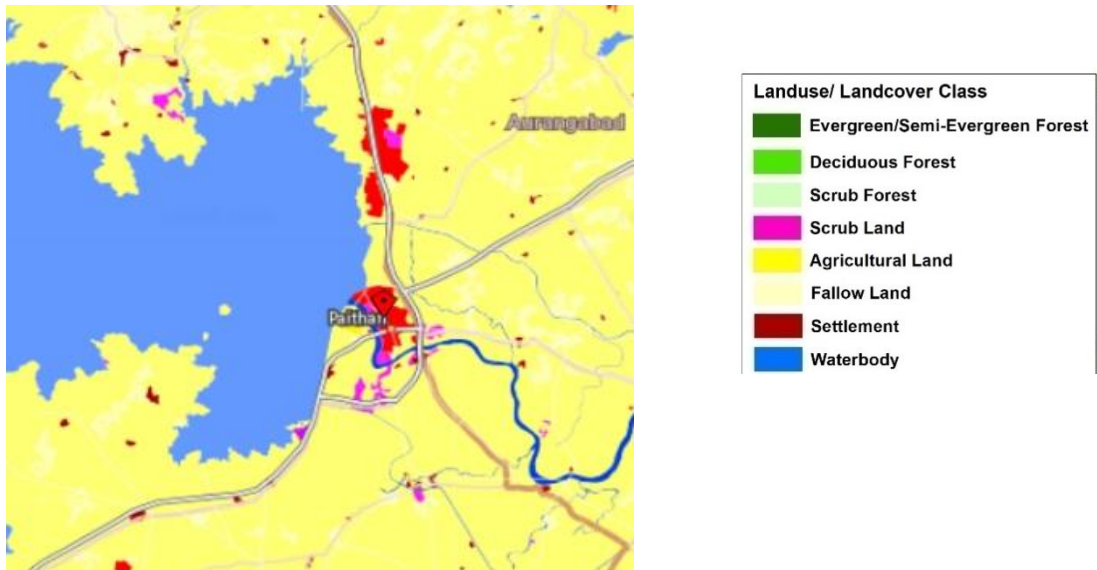 Aurangabad
Paithan
Landuse/ Landcover Class
Evergreen/Semi-Evergreen Forest
Deciduous Forest
Scrub Forest
Scrub Land
Agricultural Land
Fallow Land
Settlement
Waterbody